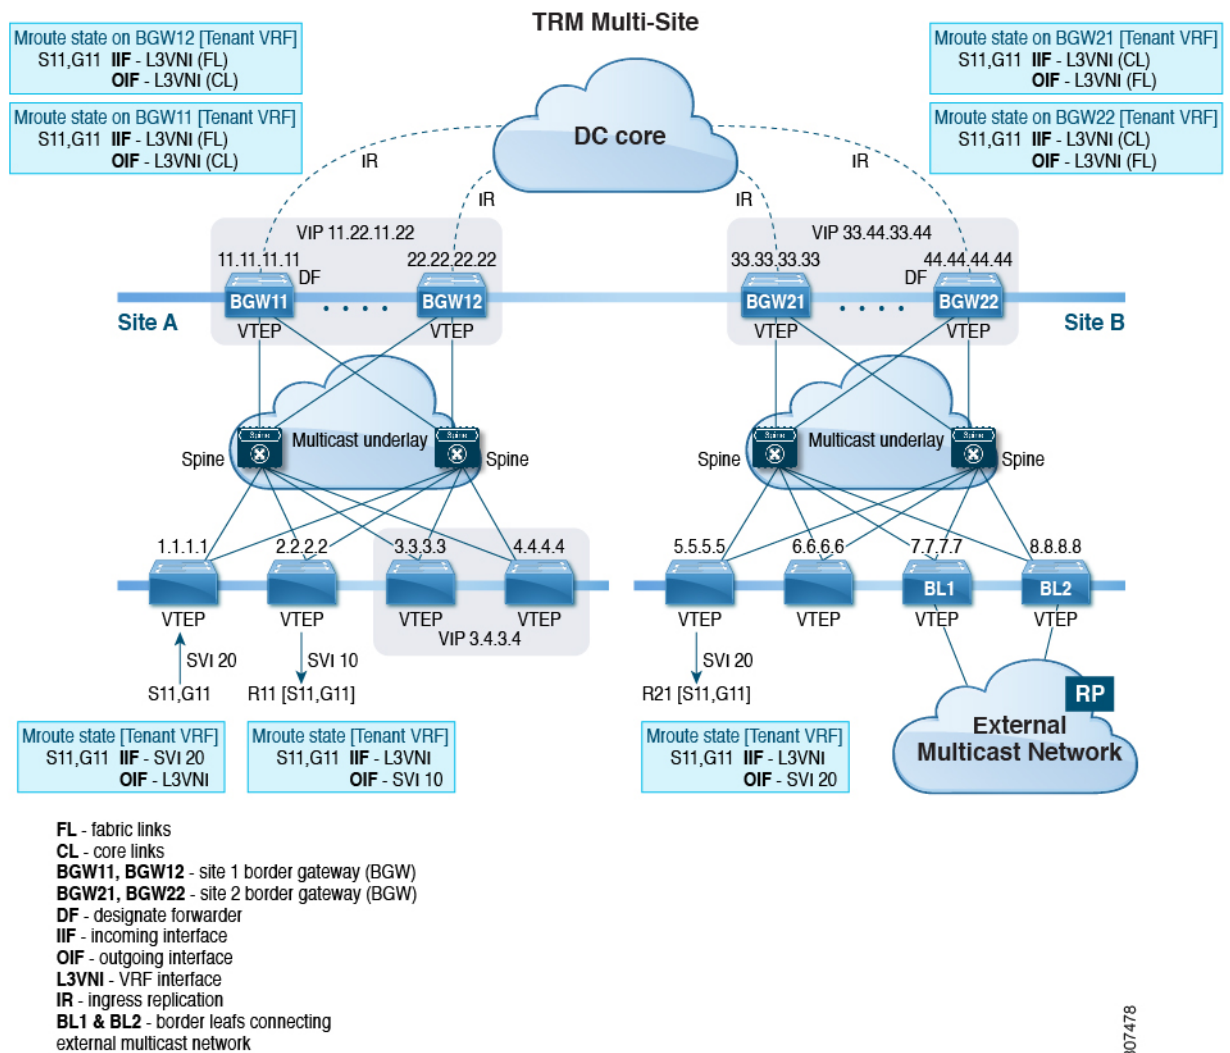 TRM Multi-Site
Mroute state on BGW12 [Tenant VRF]
S11,G11 IIF - L3VNI (FL)
OIF - L3VNI (CL)
Mroute state on BGW11 [Tenant VRF]
S11,G11 IIF - L3VNI (FL)
OIF - L3VNI (CL)
Mroute state on BGW21 [Tenant VRF]
S11,G11 IIF - L3VNI (CL)
OIF - L3VNI (FL)
Mroute state on BGW22 [Tenant VRF]
S11,G11 IIF - L3VNI (CL)
OIF - L3VNI (FL)
DC core
IR
IR
IR
IR
VIP 11.22.11.22
11.11.11.11
22.22.22.22
DF
BGW11
BGW12
VTEP
VTEP
Site A
VIP 33.44.33.44
33.33.33.33
44.44.44.44
DF
BGW21
BGW22
VTEP
VTEP
Site B
Spine
Multicast underlay
Spine
Spine
Spine
Spine
Multicast underlay
Spine
Spine
Spine
1.1.1.1
2.2.2.2
3.3.3.3
4.4.4.4
5.5.5.5
6.6.6.6
7.7.7.7
8.8.8.8
BL1
BL2
VTEP
VTEP
VTEP
VTEP
VIP 3.4.3.4
VTEP
VTEP
VTEP
VTEP
SVI 20
SVI 10
SVI 20
S11,G11
R11 [S11,G11]
R21 [S11,G11]
RP
External
Multicast Network
Mroute state [Tenant VRF]
S11,G11 IIF - SVI 20
OIF - L3VNI
Mroute state [Tenant VRF]
S11,G11 IIF - L3VNI
OIF - SVI 10
Mroute state [Tenant VRF]
S11,G11 IIF - L3VNI
OIF - SVI 20
FL - fabric links
CL - core links
BGW11, BGW12 - site 1 border gateway (BGW)
BGW21, BGW22 - site 2 border gateway (BGW)
DF - designate forwarder
IIF - incoming interface
OIF - outgoing interface
L3VNI - VRF interface
IR - ingress replication
BL1 & BL2 - border leafs connecting
external multicast network
307478